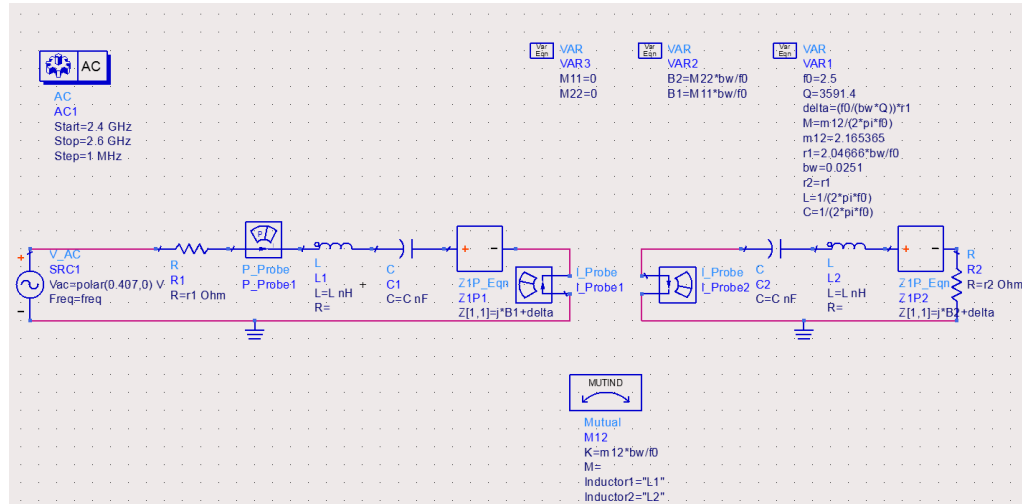 AC
AC
AC1
Start=2.4 GHz
Stop=2.6 GHz
Step=1 MHz
Var
Eqn
VAR
VAR3
M11=0
M22=0
Var
Eqn
VAR
VAR2
B2=M22*bw/f0
B1=M11*bw/f0
Var
Eqn
VAR
VAR1
f0=2.5
Q=3591.4
delta=(f0/(bw*Q))*r1
M=m12/(2*pi*f0)
m12=2.165365
r1=2.04666*bw/f0
bw=0.0251
r2=r1
L=1/(2*pi*f0)
C=1/(2*pi*f0)
V_AC
SRC1
Vac=polar(0.407,0) V
Freq=freq
R
R1
R=r1 Ohm
P_Probe
P_Probe1
L
L1
L=L nH
R=
C
C1
C=C nF
Z1P_Eqn
Z1P1
Z[1,1]=j*B1+delta
I_Probe
I_Probe1
I_Probe
I_Probe2
C
C2
C=C nF
L
L2
L=L nH
R=
Z1P_Eqn
Z1P2
Z[1,1]=j*B2+delta
R
R2
R=r2 Ohm
MUTIND
Mutual
M12
K=m12*bw/f0
M=
Inductor1="L1"
Inductor2="L2"